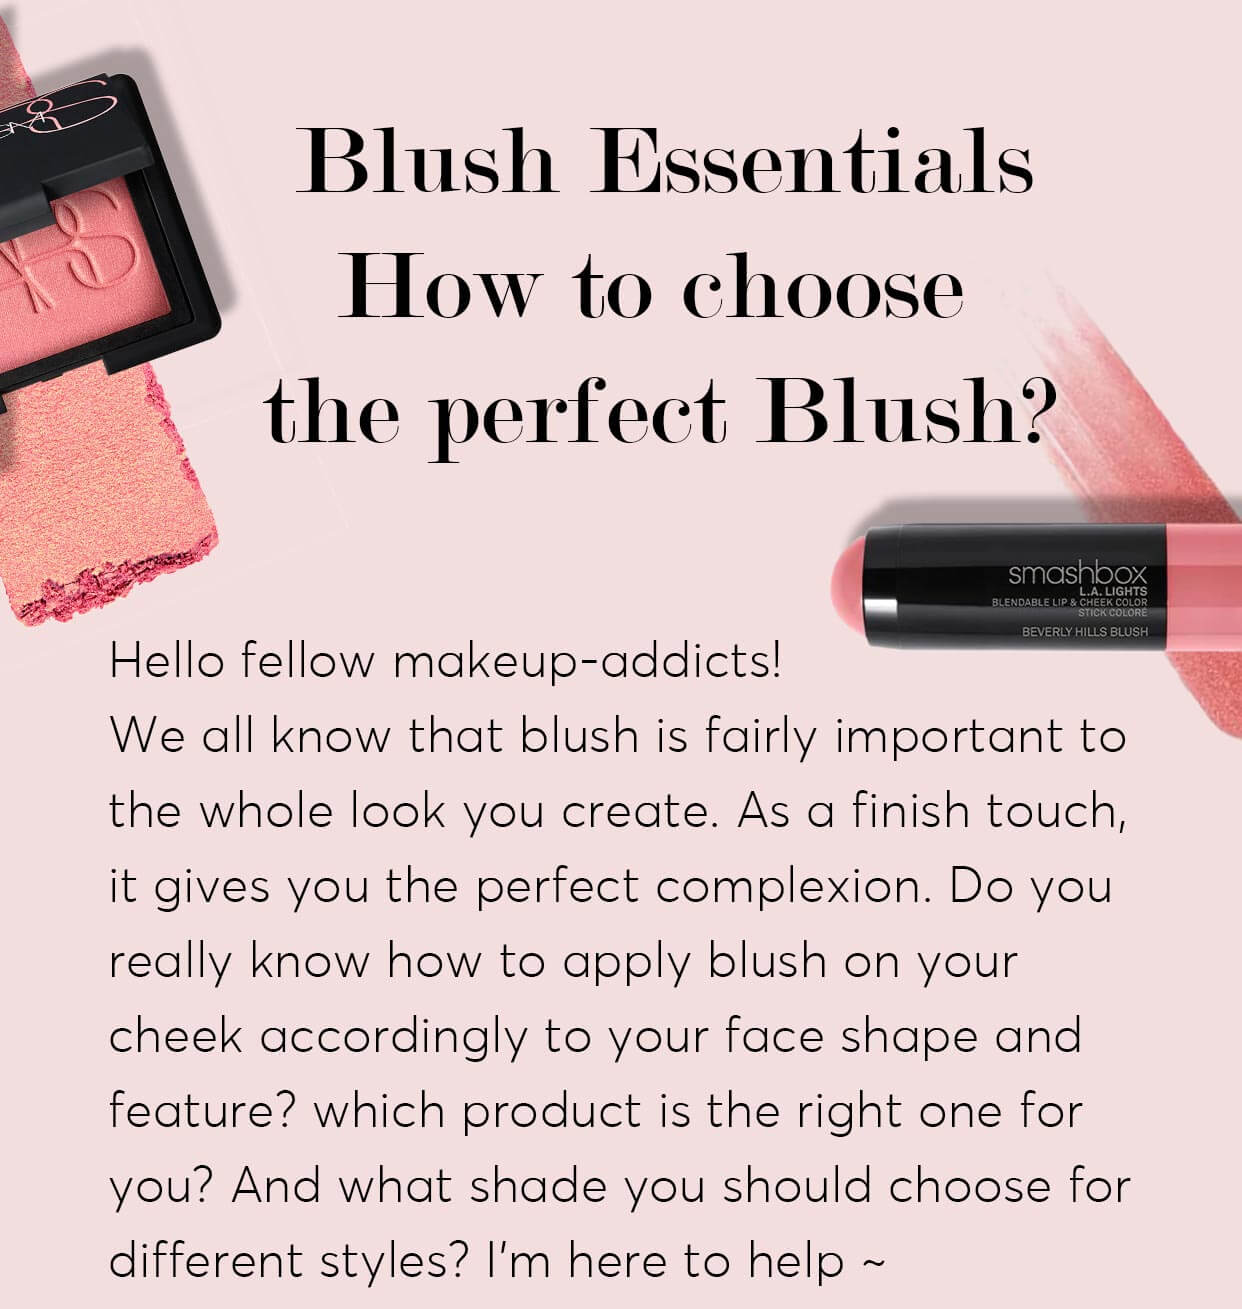 Blush Essentials
How to choose
the perfect Blush?
smashbox
L.A. LIGHTS
BLENDABLE LIP & CHEEK COLOR
STICK COLORÉ
BEVERLY HILLS BLUSH
Hello fellow makeup-addicts!
We all know that blush is fairly important to
the whole look you create. As a finish touch,
it gives you the perfect complexion. Do you
really know how to apply blush on your
cheek accordingly to your face shape and
feature? which product is the right one for
you? And what shade you should choose for
different styles? I'm here to help ~